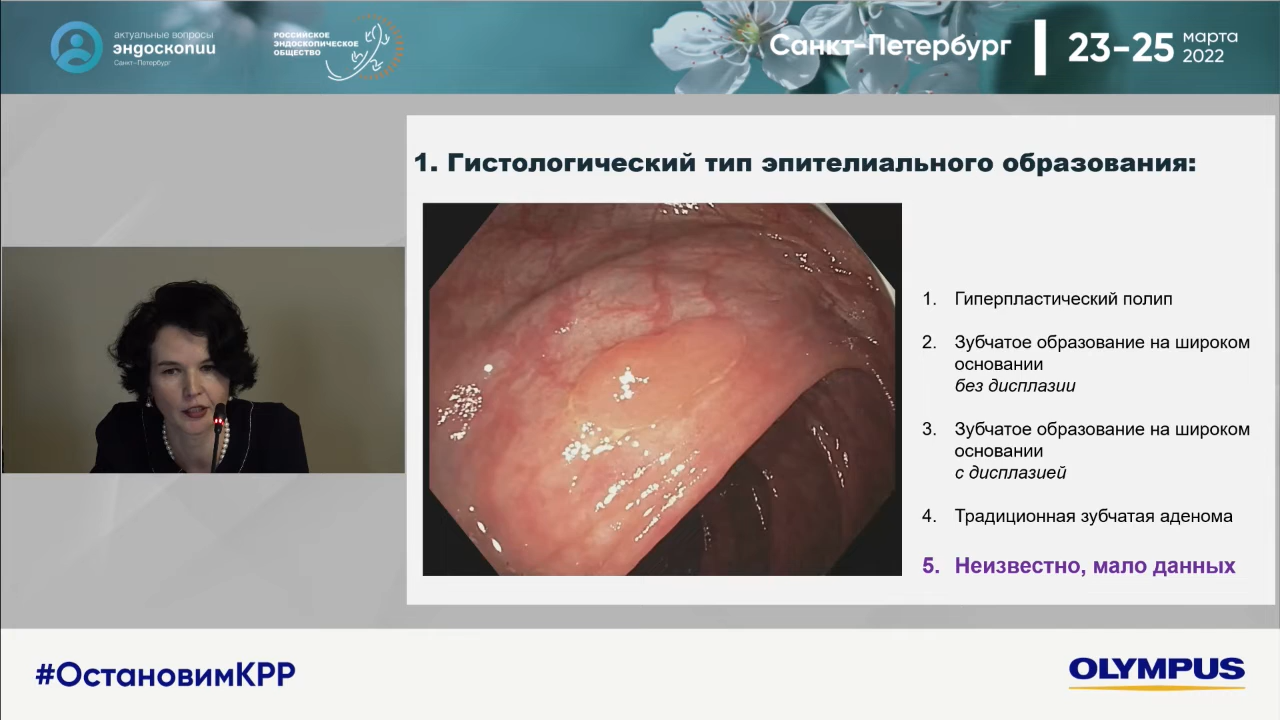 актуальные вопросы
эндоскопии
Санкт-Петербург
РОССИЙСКОЕ
ЭНДОСКОПИЧЕСКОЕ
ОБЩЕСТВО
Санкт-Петербург
23-25
марта
2022
1. Гистологический тип эпителиального образования:
1. Гиперпластический полип
2. Зубчатое образование на широком
основании
без дисплазии
3. Зубчатое образование на широком
основании
с дисплазией
4. Традиционная зубчатая аденома
5. Неизвестно, мало данных
#ОстановимКРР
OLYMPUS